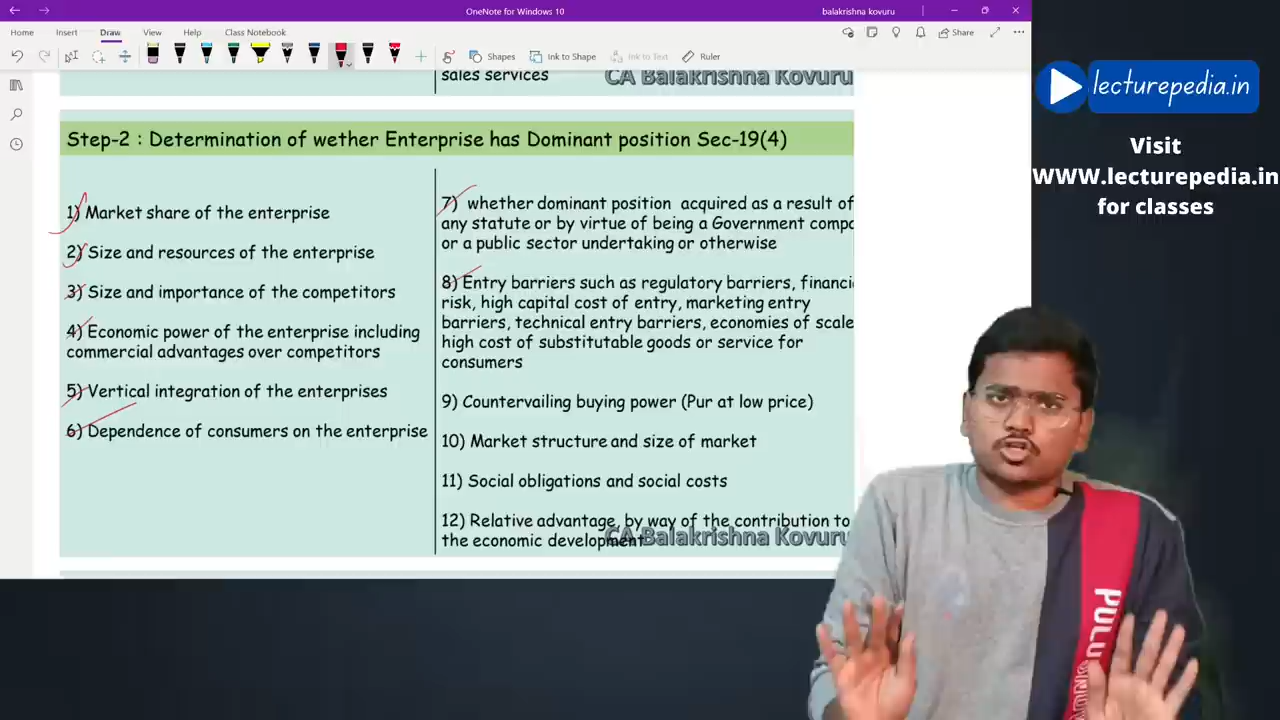 OneNote for Windows 10
balakrishna kovuru
Home Insert Draw View Help Class Notebook
Share
Shapes Ink to Shape Ink to Text Math Ruler
sales services
CA Balakrishna Kovuru
Step-2 : Determination of wether Enterprise has Dominant position Sec-19(4)
1) Market share of the enterprise
2) Size and resources of the enterprise
3) Size and importance of the competitors
4) Economic power of the enterprise including
commercial advantages over competitors
5) Vertical integration of the enterprises
6) Dependence of consumers on the enterprise
7) whether dominant position acquired as a result of
any statute or by virtue of being a Government compa
or a public sector undertaking or otherwise
8) Entry barriers such as regulatory barriers, financi
risk, high capital cost of entry, marketing entry
barriers, technical entry barriers, economies of scale
high cost of substitutable goods or service for
consumers
9) Countervailing buying power (Pur at low price)
10) Market structure and size of market
11) Social obligations and social costs
12) Relative advantage, by way of the contribution to
the economic development
CA Balakrishna Kovuru
lecturepedia.in
Visit
WWW.lecturepedia.in
for classes